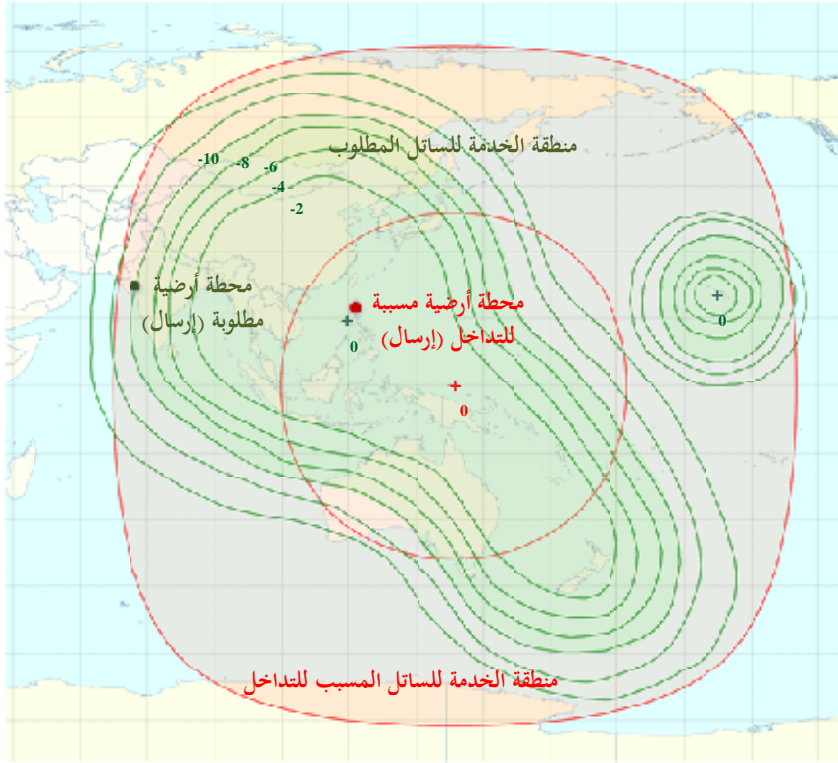 منطقة الخدمة للساتل المطلوب
-10
-8
-6
-4
-2
محطة أرضية
مطلوبة (إرسال)
محطة أرضية مسببة
للتداخل (إرسال)
0
0
0
منطقة الخدمة للساتل المسبب للتداخل